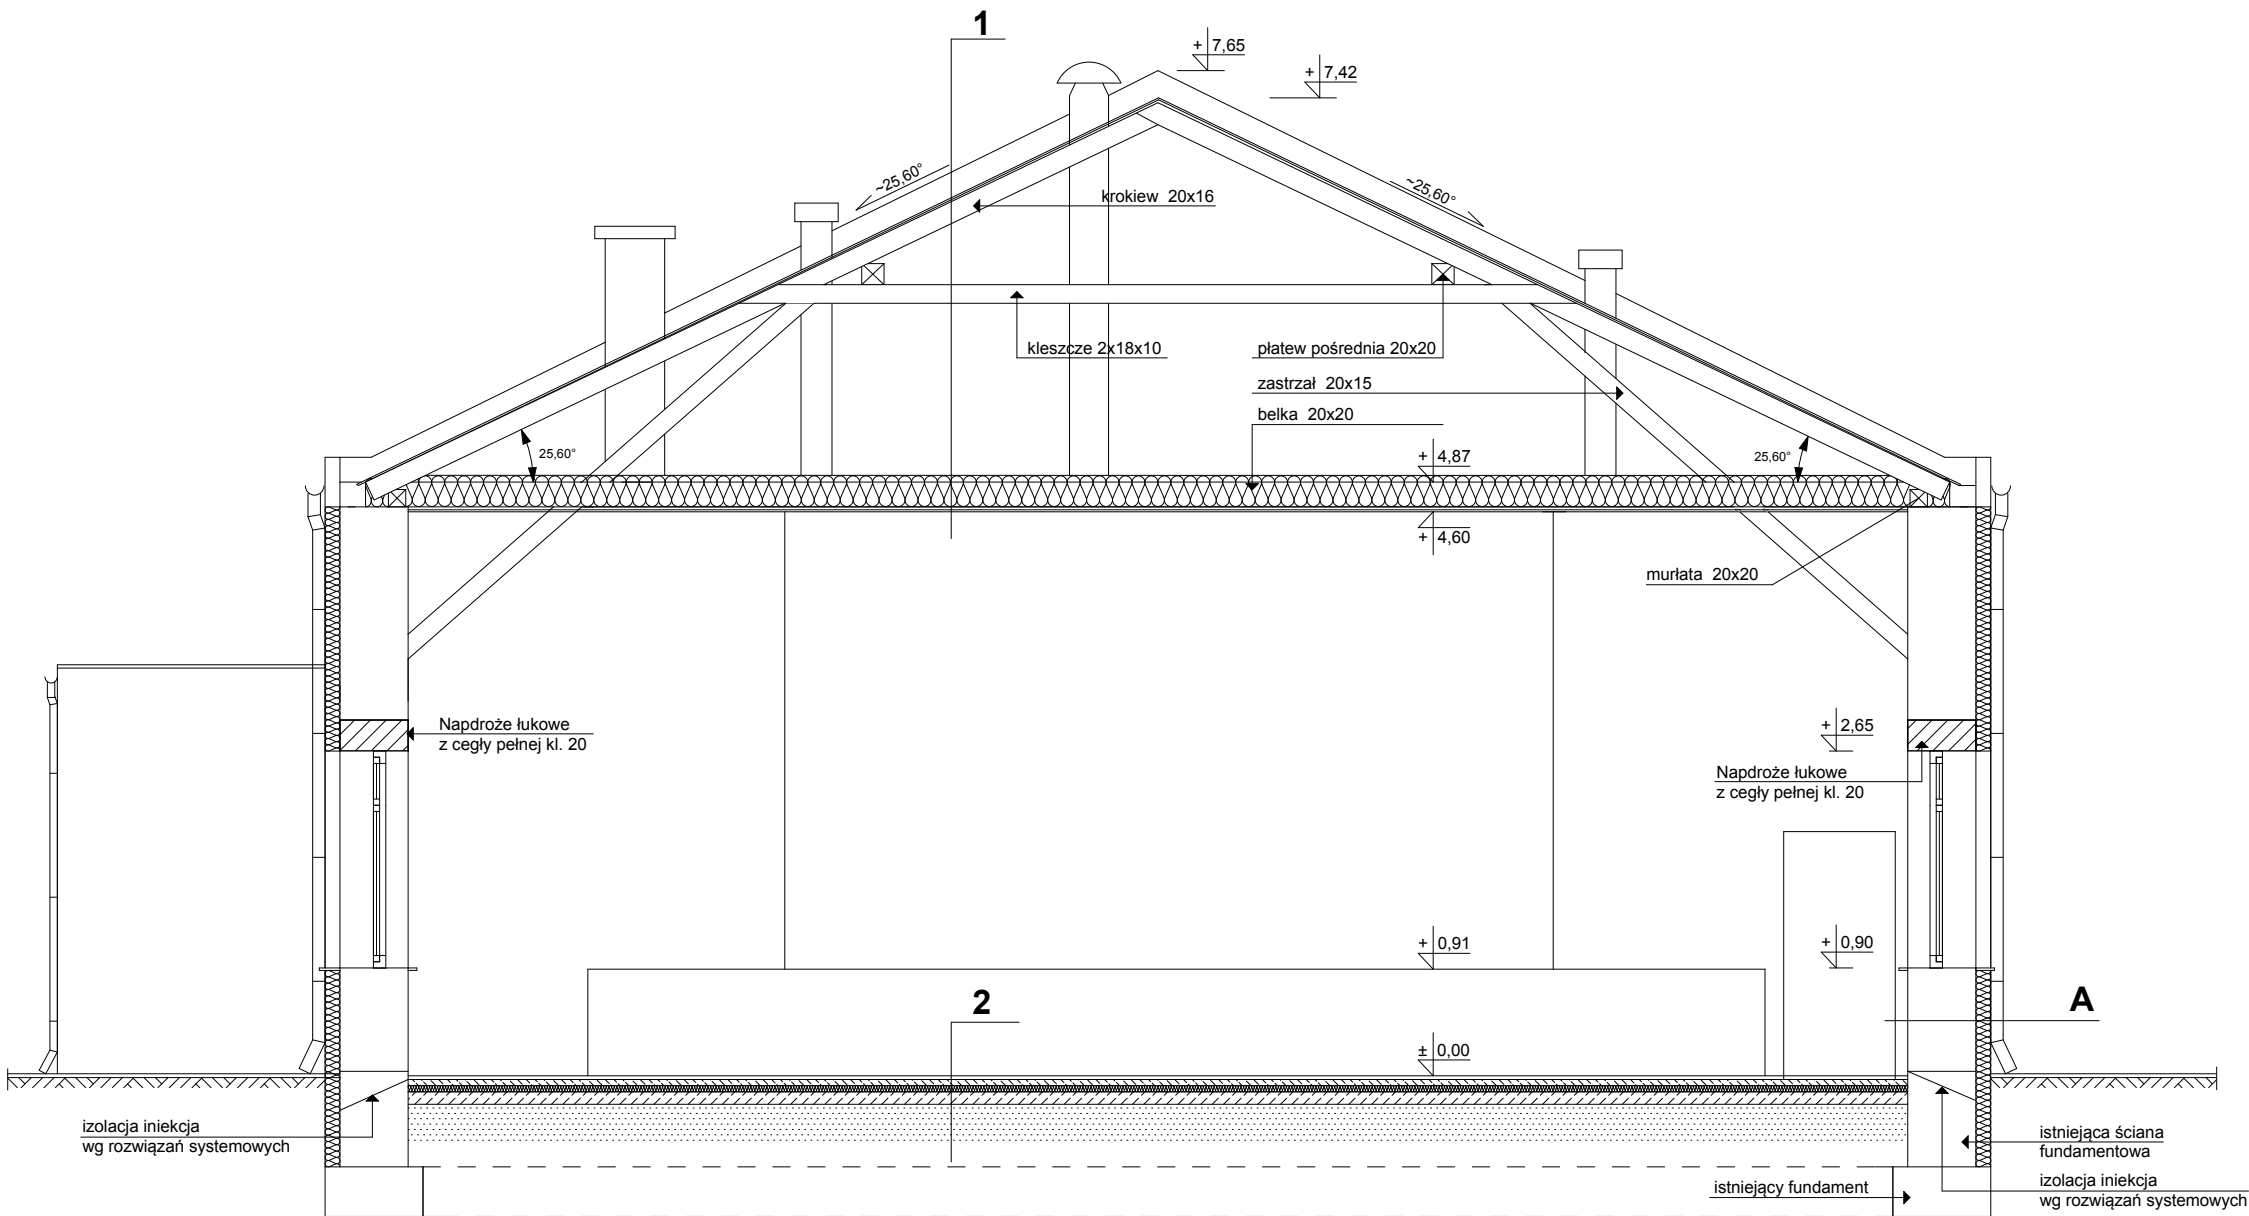 1
+ 7,65
+ 7,42
~25,60°
~25,60°
krokiew 20x16
kleszcze 2x18x10
płatew pośrednia 20x20
zastrzał 20x15
belka 20x20
25,60°
25,60°
+ 4,87
+ 4,60
murłata 20x20
Napdroże łukowe
z cegły pełnej kl. 20
+ 2,65
Napdroże łukowe
z cegły pełnej kl. 20
+ 0,91
+ 0,90
2
A
± 0,00
izolacja iniekcja
wg rozwiązań systemowych
istniejąca ściana
fundamentowa
istniejący fundament
izolacja iniekcja
wg rozwiązań systemowych